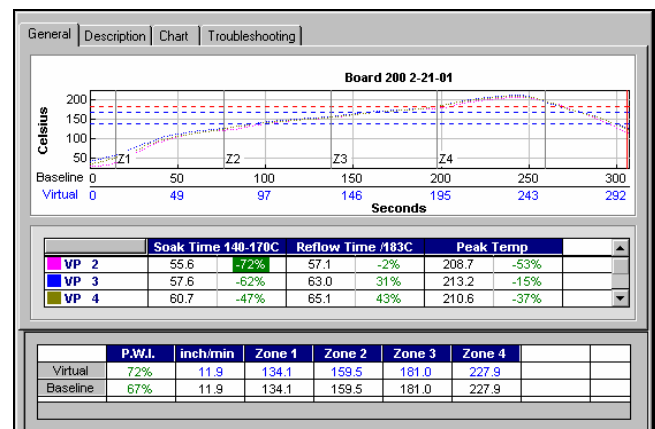 General Description Chart Troubleshooting
Board 200 2-21-01
Celsius
200
150
100
50
Z1 Z2 Z3 Z4
Baseline 0 50 100 150 200 250 300
Virtual 0 49 97 146 195 243 292
Seconds
Soak Time 140-170C Reflow Time /183C Peak Temp
VP 2 55.6 -72% 57.1 -2% 208.7 -53%
VP 3 57.6 -62% 63.0 31% 213.2 -15%
VP 4 60.7 -47% 65.1 43% 210.6 -37%
P.W.I. inch/min Zone 1 Zone 2 Zone 3 Zone 4
Virtual 72% 11.9 134.1 159.5 181.0 227.9
Baseline 67% 11.9 134.1 159.5 181.0 227.9